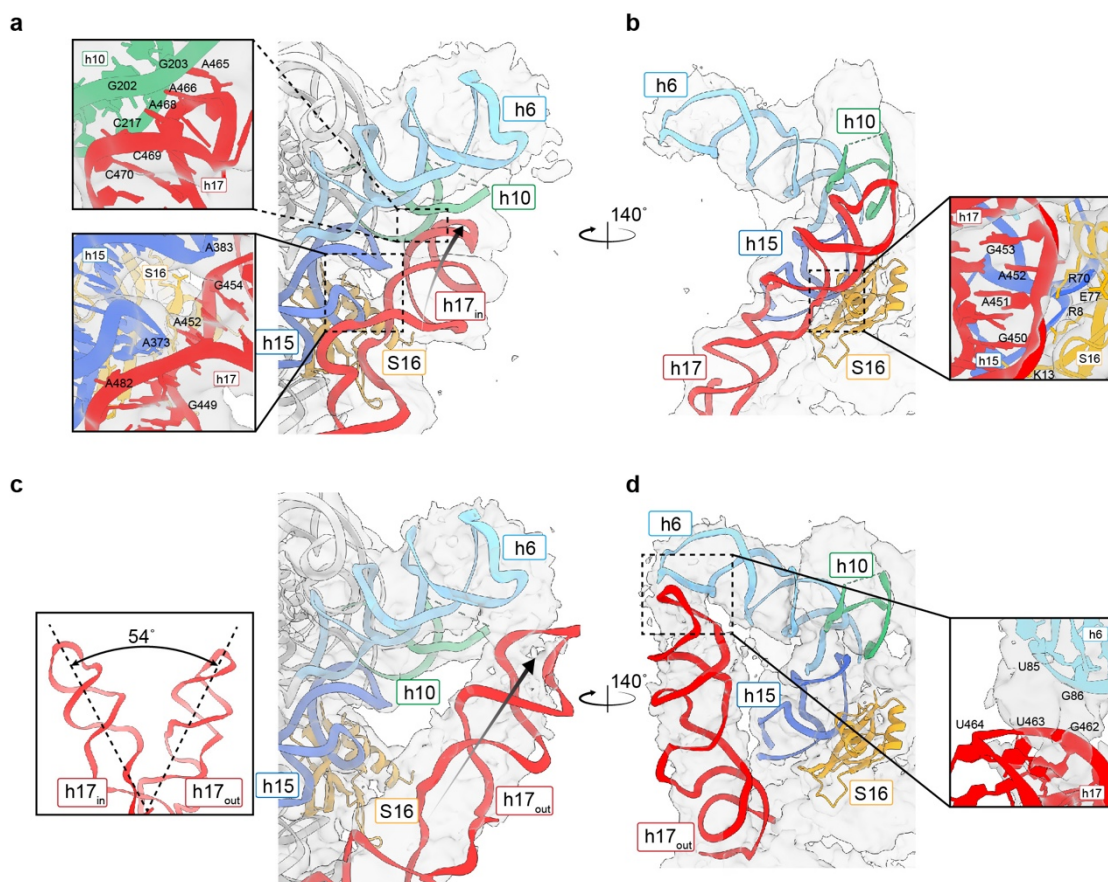 a
h10
G203
A465
G202
A466
A468
C217
C469
C470
h17
h6
h10
h15
S16
A383
G454
A452
A373
A482
h17
G449
h17in
h15
S16
140°
b
h6
h10
h15
h17
S16
h17
G453
A452
R70
A451
E77
R8
G450
h15
S16
K13
c
54°
h17in
h17out
h6
h10
h15
S16
h17out
140°
d
h6
h10
h15
S16
h17out
h6
U85
G86
U464
U463
G462
h17